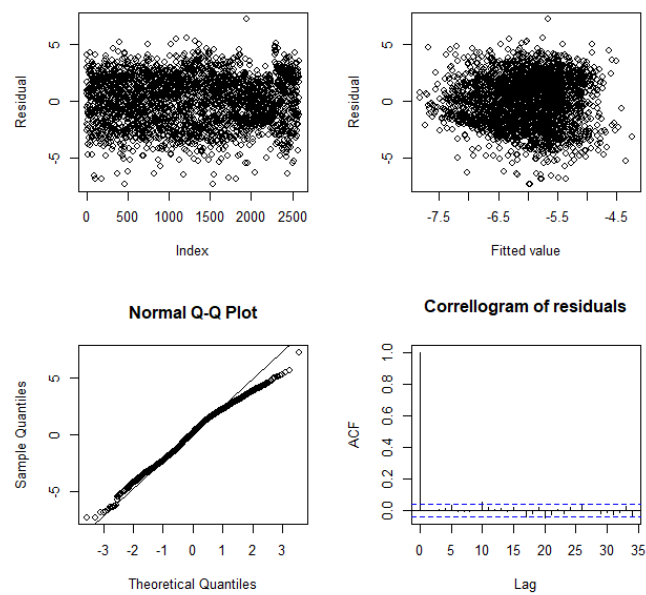 Residual
5
0
-5
0 500 1000 1500 2000 2500
Index
Residual
5
0
-5
-7.5 -6.5 -5.5 -4.5
Fitted value
Normal Q-Q Plot
Sample Quantiles
5
0
-5
-3 -2 -1 0 1 2 3
Theoretical Quantiles
Correllogram of residuals
ACF
1.0
0.8
0.6
0.4
0.2
0.0
0 5 10 15 20 25 30 35
Lag